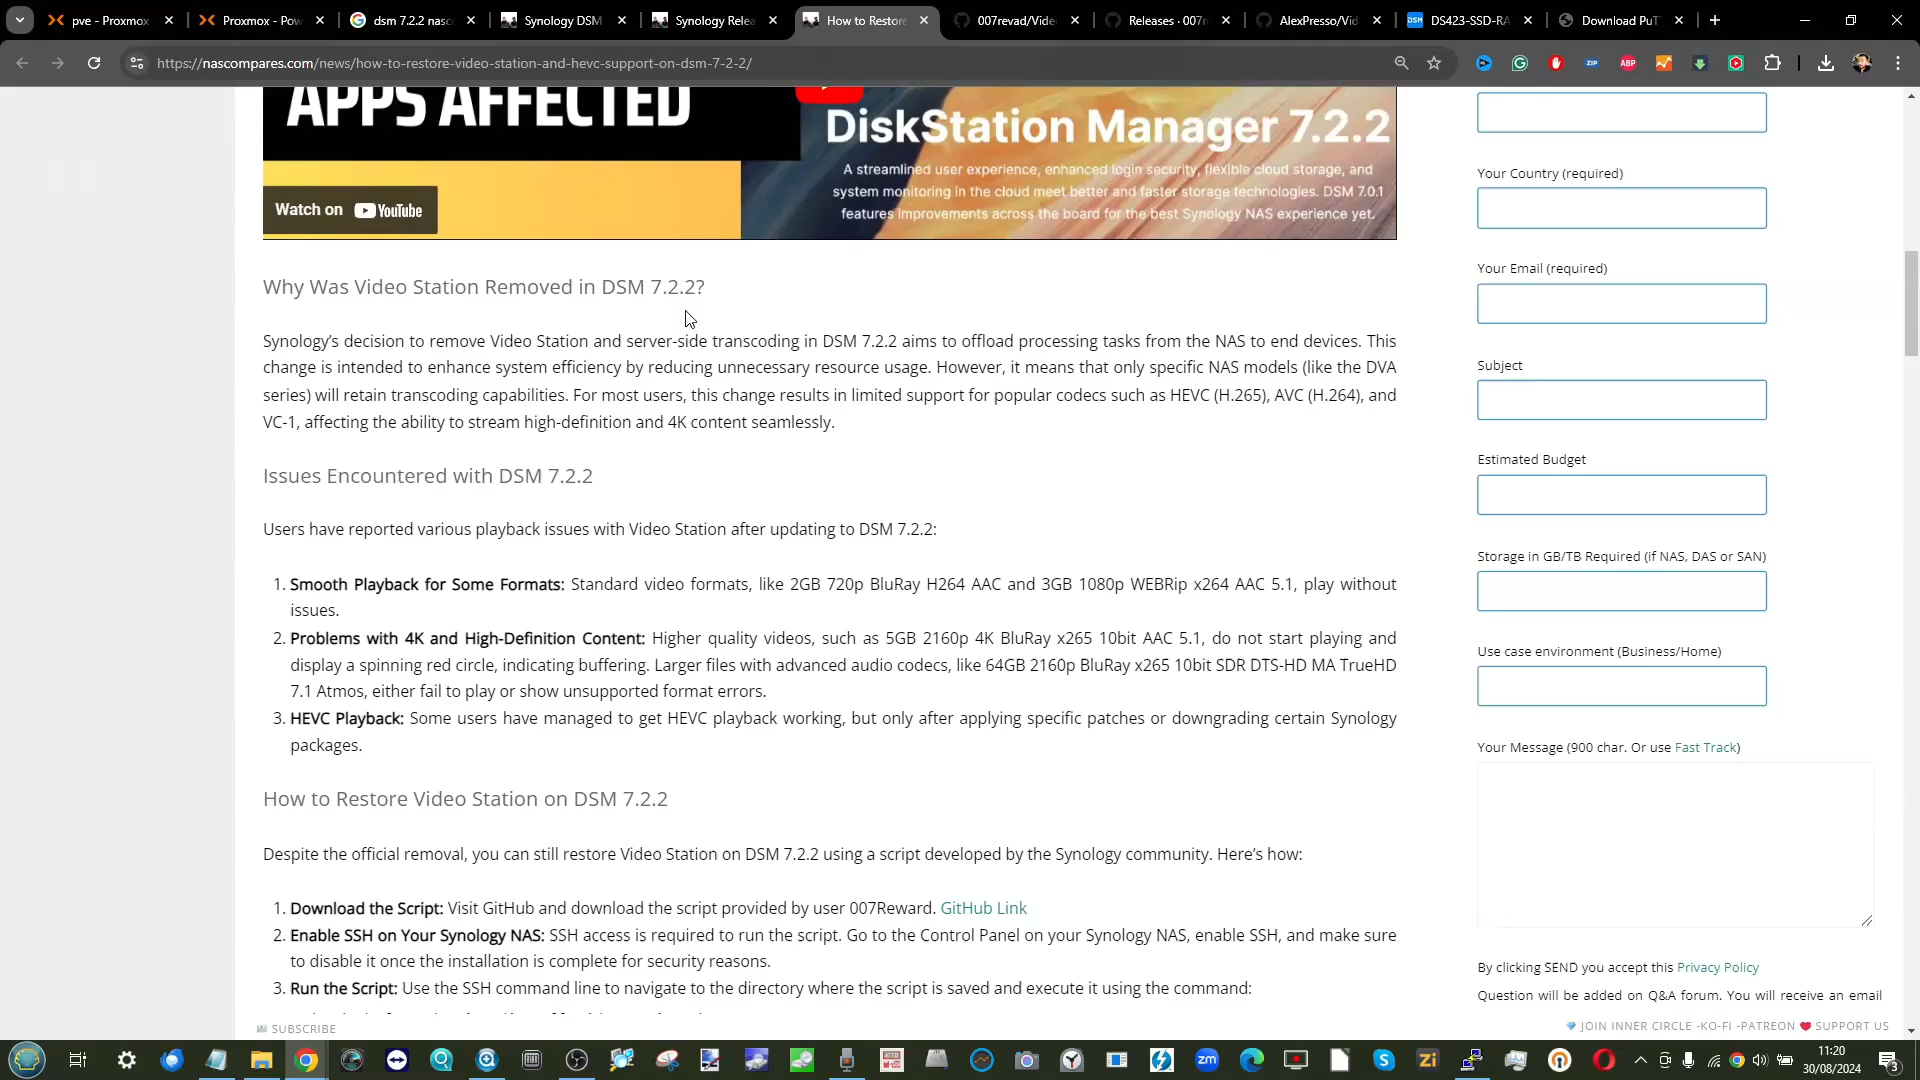 pve - Proxmox
Proxmox - Pow
dsm 7.2.2 nasc
Synology DSM
Synology Relea
How to Restore
007revad/Vide
Releases · 007r
AlexPresso/Vid
DS423-SSD-RA
Download PuT
https://nascompares.com/news/how-to-restore-video-station-and-hevc-support-on-dsm-7-2-2/
APPS AFFECTED
DiskStation Manager 7.2.2
A streamlined user experience, enhanced login security, flexible cloud storage, and
system monitoring in the cloud meet better and faster storage technologies. DSM 7.0.1
features improvements across the board for the best Synology NAS experience yet.
Watch on YouTube
Why Was Video Station Removed in DSM 7.2.2?
Synology's decision to remove Video Station and server-side transcoding in DSM 7.2.2 aims to offload processing tasks from the NAS to end devices. This
change is intended to enhance system efficiency by reducing unnecessary resource usage. However, it means that only specific NAS models (like the DVA
series) will retain transcoding capabilities. For most users, this change results in limited support for popular codecs such as HEVC (H.265), AVC (H.264), and
VC-1, affecting the ability to stream high-definition and 4K content seamlessly.
Issues Encountered with DSM 7.2.2
Users have reported various playback issues with Video Station after updating to DSM 7.2.2:
1. Smooth Playback for Some Formats: Standard video formats, like 2GB 720p BluRay H264 AAC and 3GB 1080p WEBRip x264 AAC 5.1, play without
issues.
2. Problems with 4K and High-Definition Content: Higher quality videos, such as 5GB 2160p 4K BluRay x265 10bit AAC 5.1, do not start playing and
display a spinning red circle, indicating buffering. Larger files with advanced audio codecs, like 64GB 2160p BluRay x265 10bit SDR DTS-HD MA TrueHD
7.1 Atmos, either fail to play or show unsupported format errors.
3. HEVC Playback: Some users have managed to get HEVC playback working, but only after applying specific patches or downgrading certain Synology
packages.
How to Restore Video Station on DSM 7.2.2
Despite the official removal, you can still restore Video Station on DSM 7.2.2 using a script developed by the Synology community. Here's how:
1. Download the Script: Visit GitHub and download the script provided by user 007Reward. GitHub Link
2. Enable SSH on Your Synology NAS: SSH access is required to run the script. Go to the Control Panel on your Synology NAS, enable SSH, and make sure
to disable it once the installation is complete for security reasons.
3. Run the Script: Use the SSH command line to navigate to the directory where the script is saved and execute it using the command:
SUBSCRIBE
Your Country (required)
Your Email (required)
Subject
Estimated Budget
Storage in GB/TB Required (if NAS, DAS or SAN)
Use case environment (Business/Home)
Your Message (900 char. Or use Fast Track)
By clicking SEND you accept this Privacy Policy
Question will be added on Q&A forum. You will receive an email
JOIN INNER CIRCLE -KO-FI -PATREON SUPPORT US
11:20
30/08/2024